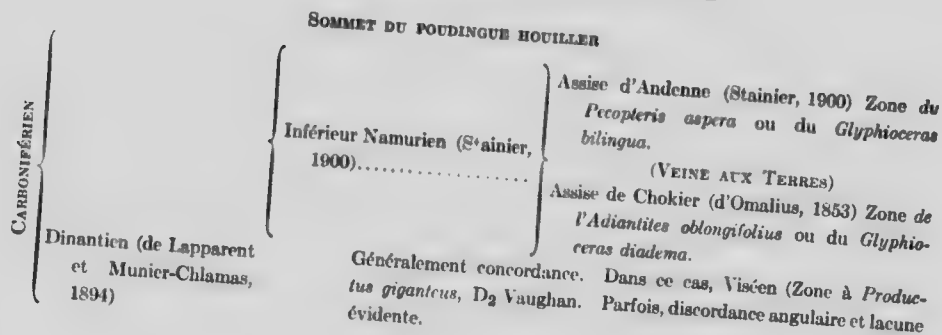 SOMMET DU POUDINGUE HOUILLER
CARBONIFÉRIEN
Inférieur Namurien (Stainier,
1900)..................
Assise d'Andenne (Stainier, 1900) Zone du
Pecopteris aspera ou du Glyphioceras
bilingua.
(VEINE AUX TERRES)
Assise de Chokier (d'Omalius, 1853) Zone de
l'Adiantites oblongifolius ou du Glyphio-
ceras diadema.
Dinantien (de Lapparent
et Munier-Chlamas,
1894)
Généralement concordance. Dans ce cas, Viséen (Zone à Produc-
tus giganteus, D₂ Vaughan. Parfois, discordance angulaire et lacune
évidente.